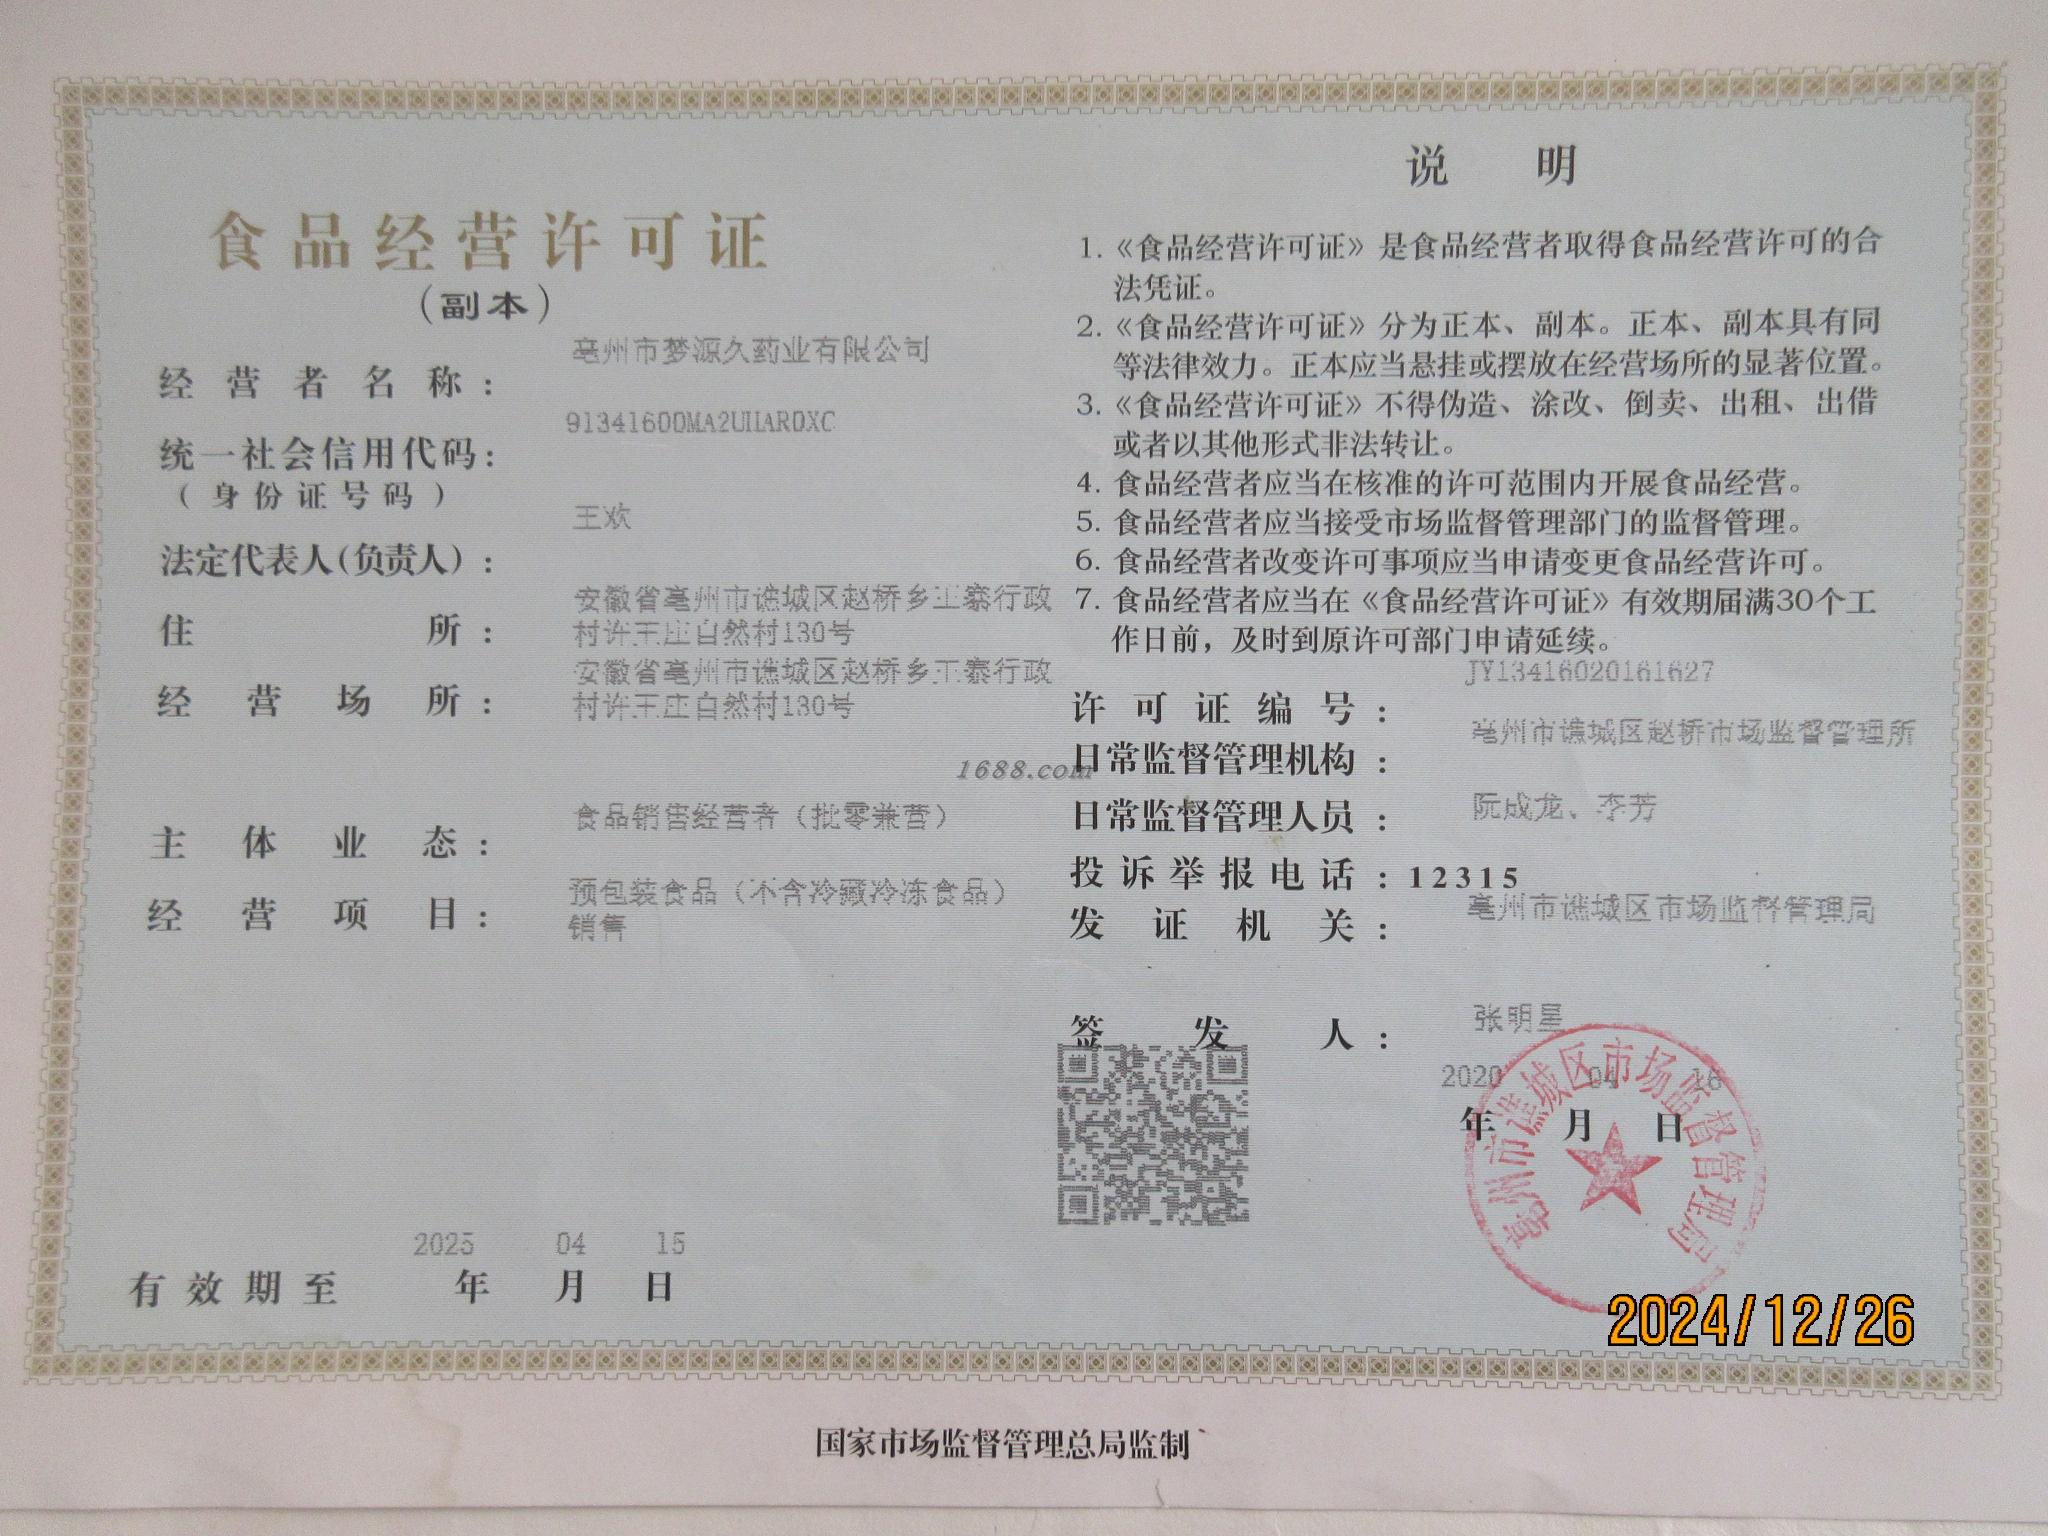 食品经营许可证
（副本）
经营者名称：亳州市梦源久药业有限公司
统一社会信用代码：
（身份证号码）
法定代表人（负责人）：王欢
住所：安徽省亳州市谯城区赵桥乡王寨行政
村许王庄自然村130号
经营场所：安徽省亳州市谯城区赵桥乡王寨行政
村许王庄自然村130号
主体业态：食品销售经营者（批零兼营）
经营项目：预包装食品（不含冷藏冷冻食品）
销售
2025 04 15
有效期至 年 月 日
说明
1.《食品经营许可证》是食品经营者取得食品经营许可的合
法凭证。
2.《食品经营许可证》分为正本、副本。正本、副本具有同
等法律效力。正本应当悬挂或摆放在经营场所的显著位置。
3.《食品经营许可证》不得伪造、涂改、倒卖、出租、出借
或者以其他形式非法转让。
4. 食品经营者应当在核准的许可范围内开展食品经营。
5. 食品经营者应当接受市场监督管理部门的监督管理。
6. 食品经营者改变许可事项应当申请变更食品经营许可。
7. 食品经营者应当在《食品经营许可证》有效期届满30个工
作日前，及时到原许可部门申请延续。
许可证编号：JY13416020161627
日常监督管理机构：亳州市谯城区赵桥市场监督管理所
1688.com
日常监督管理人员：阮成龙、李芳
投诉举报电话：12315
发证机关：亳州市谯城区市场监督管理局
签发人：张明星
2020 04 16
年 月 日
亳州市谯城区市场监督管理局
2024/12/26
国家市场监督管理总局监制